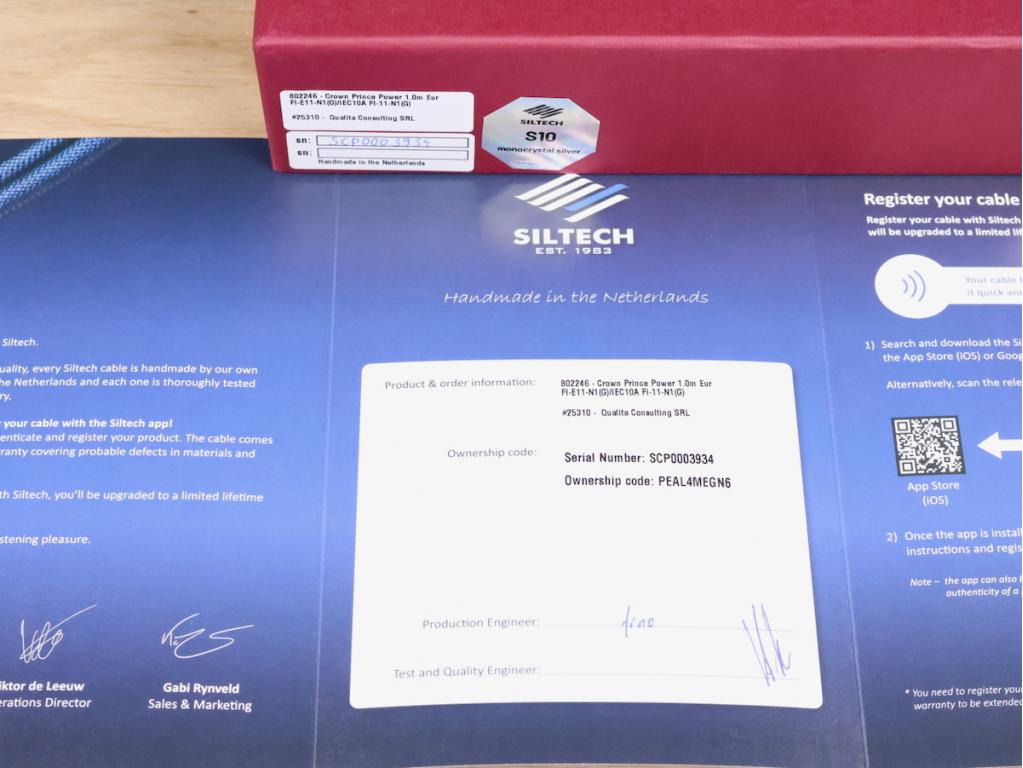 802246 - Crown Prince Power 1.0m Eur
FI-E11-N1(G)/IEC10A FI-11-N1(G)
#25310 - Qualita Consulting SRL
sn: SCP0003934
sn:
Handmade in the Netherlands
SILTECH
S10
monocrystal silver
SILTECH
EST. 1983
Handmade in the Netherlands
Siltech.
uality, every Siltech cable is handmade by our own
he Netherlands and each one is thoroughly tested
ry.
your cable with the Siltech app!
enticate and register your product. The cable comes
rranty covering probable defects in materials and
th Siltech, you'll be upgraded to a limited lifetime
stening pleasure.
iktor de Leeuw
erations Director
Gabi Rynveld
Sales & Marketing
Product & order information:
802246 - Crown Prince Power 1.0m Eur
FI-E11-N1(G)/IEC10A FI-11-N1(G)
#25310 - Qualita Consulting SRL
Ownership code:
Serial Number: SCP0003934
Ownership code: PEAL4MEGN6
Production Engineer:
Test and Quality Engineer:
Register your cable
Register your cable with Siltech
will be upgraded to a limited lif
Your cable
it quick and
1) Search and download the Si
the App Store (iOS) or Goog
Alternatively, scan the rele
App Store
(iOS)
2) Once the app is install
instructions and regis
Note – the app can also
authenticity of a
* You need to register your
warranty to be extended